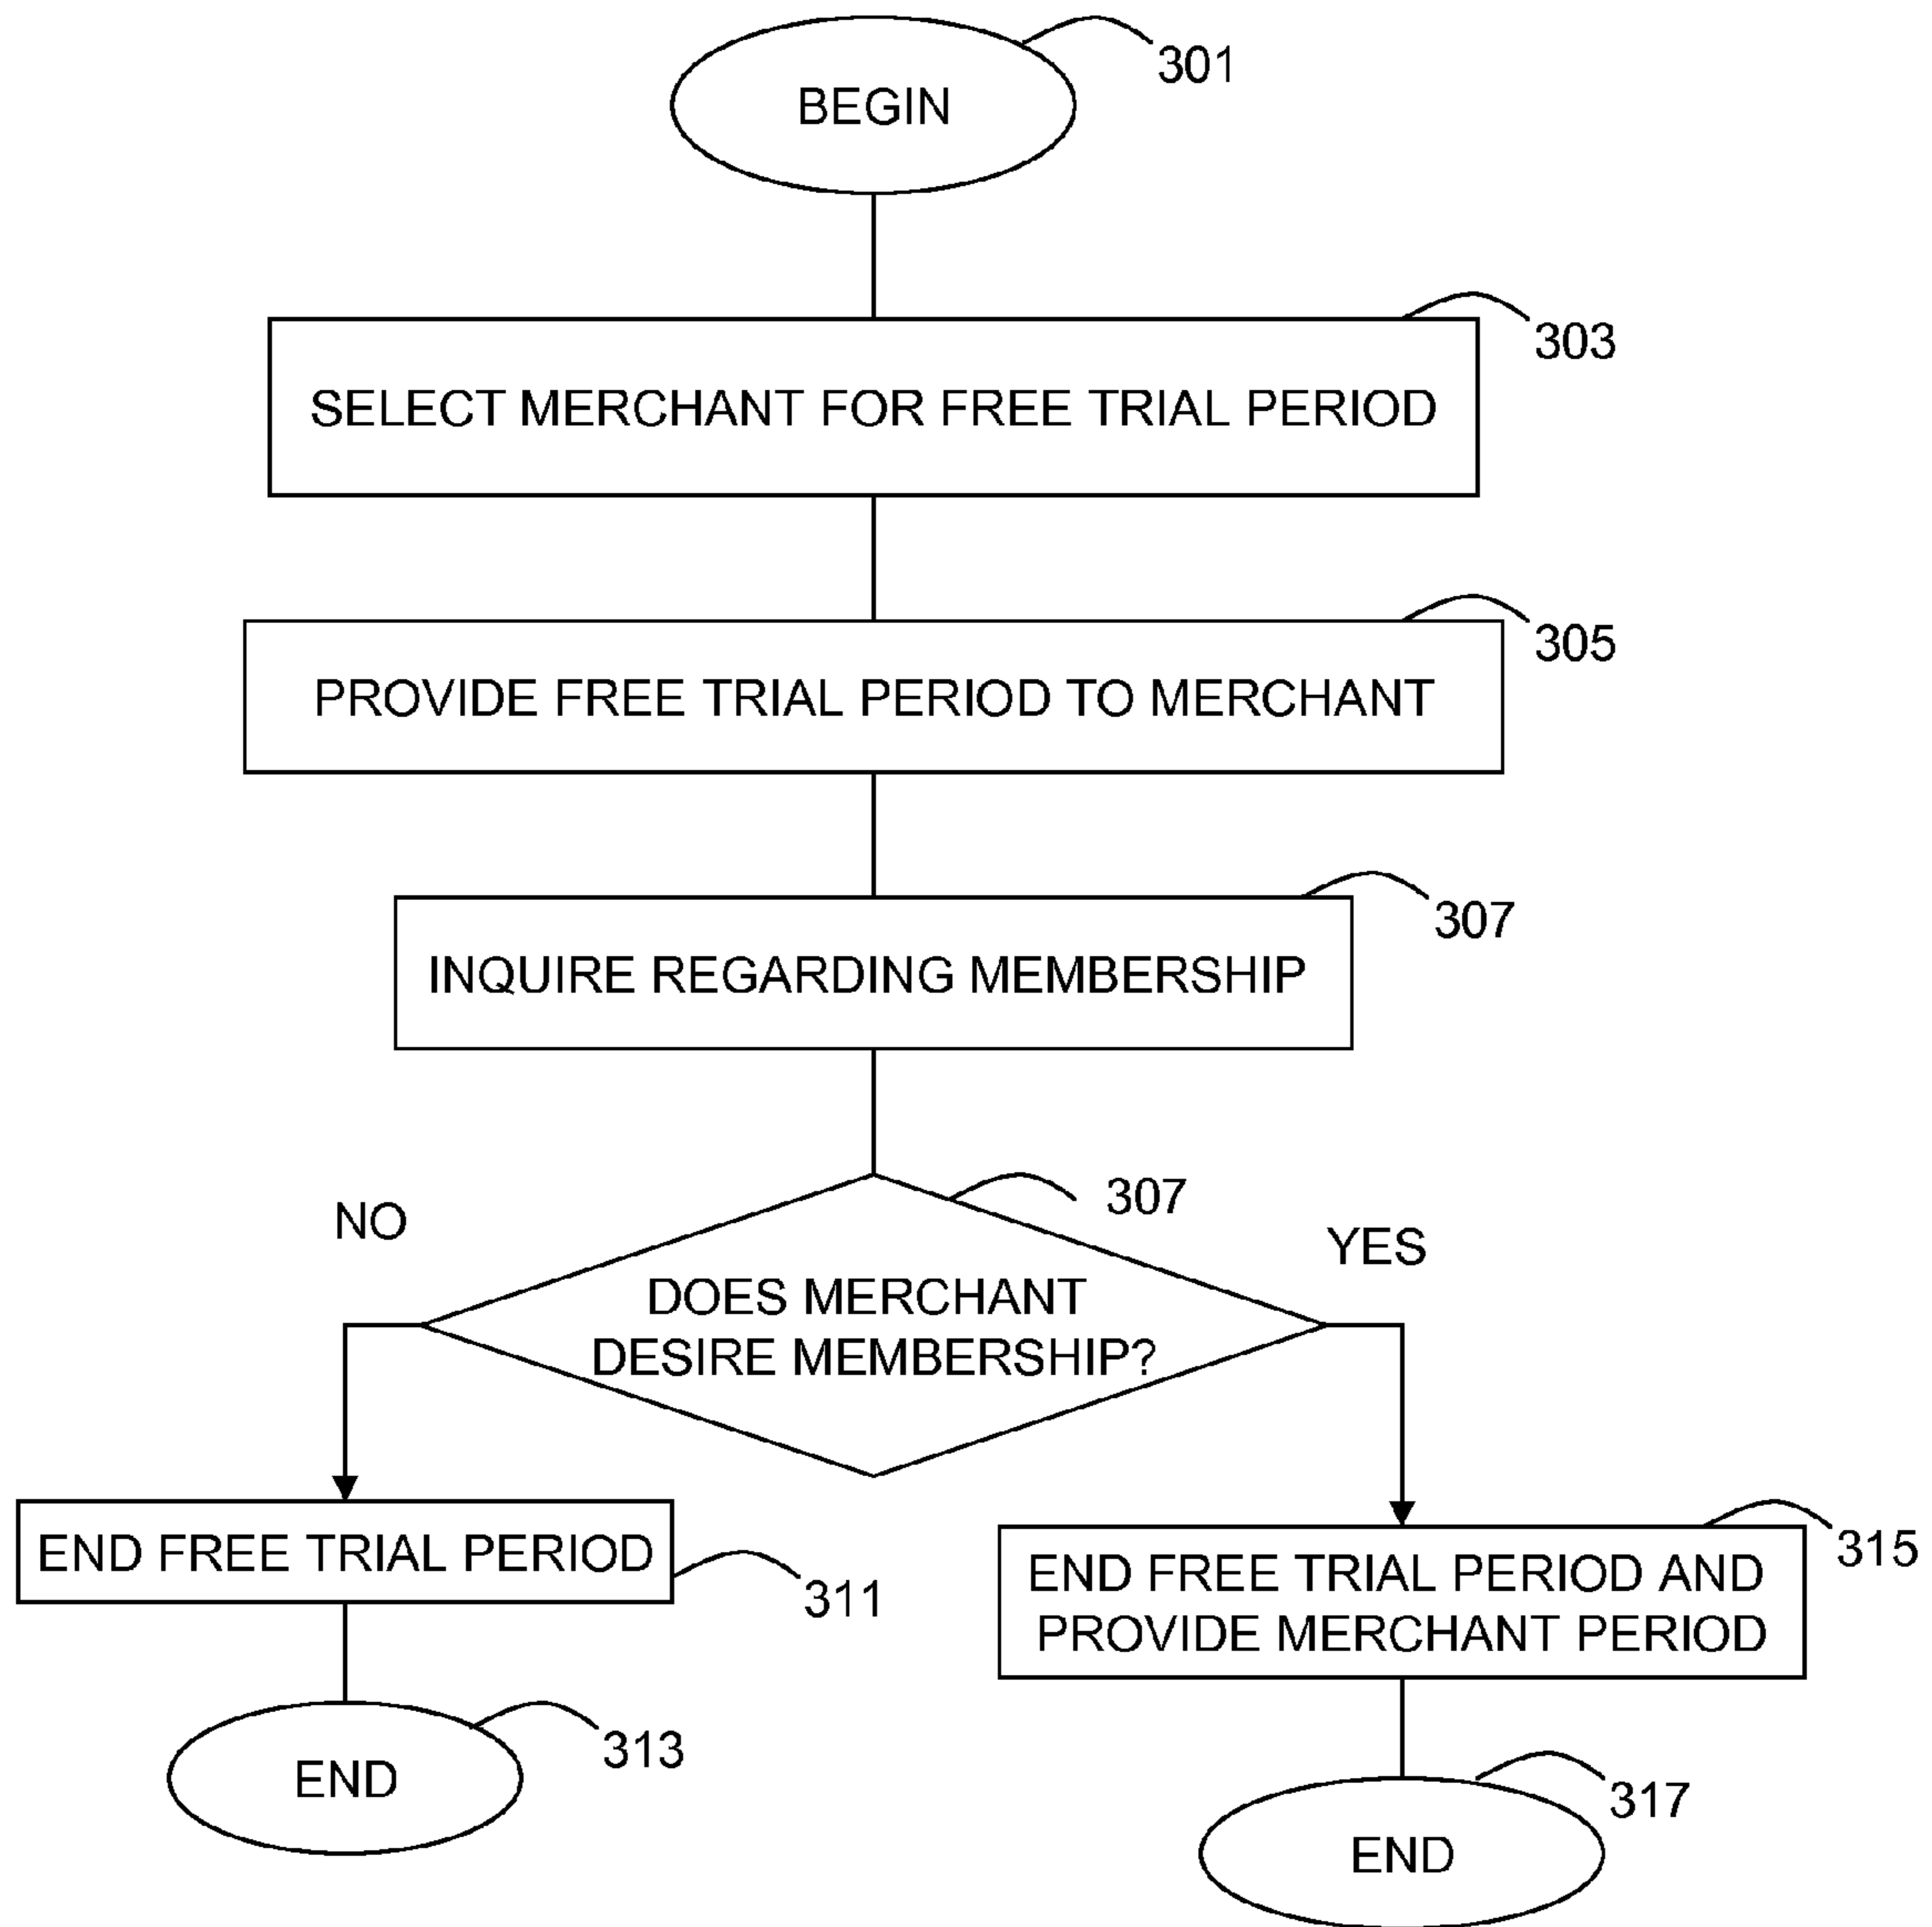 BEGIN
301
303
SELECT MERCHANT FOR FREE TRIAL PERIOD
305
PROVIDE FREE TRIAL PERIOD TO MERCHANT
307
INQUIRE REGARDING MEMBERSHIP
307
NO
YES
DOES MERCHANT
DESIRE MEMBERSHIP?
END FREE TRIAL PERIOD
311
315
END FREE TRIAL PERIOD AND
PROVIDE MERCHANT PERIOD
313
END
317
END